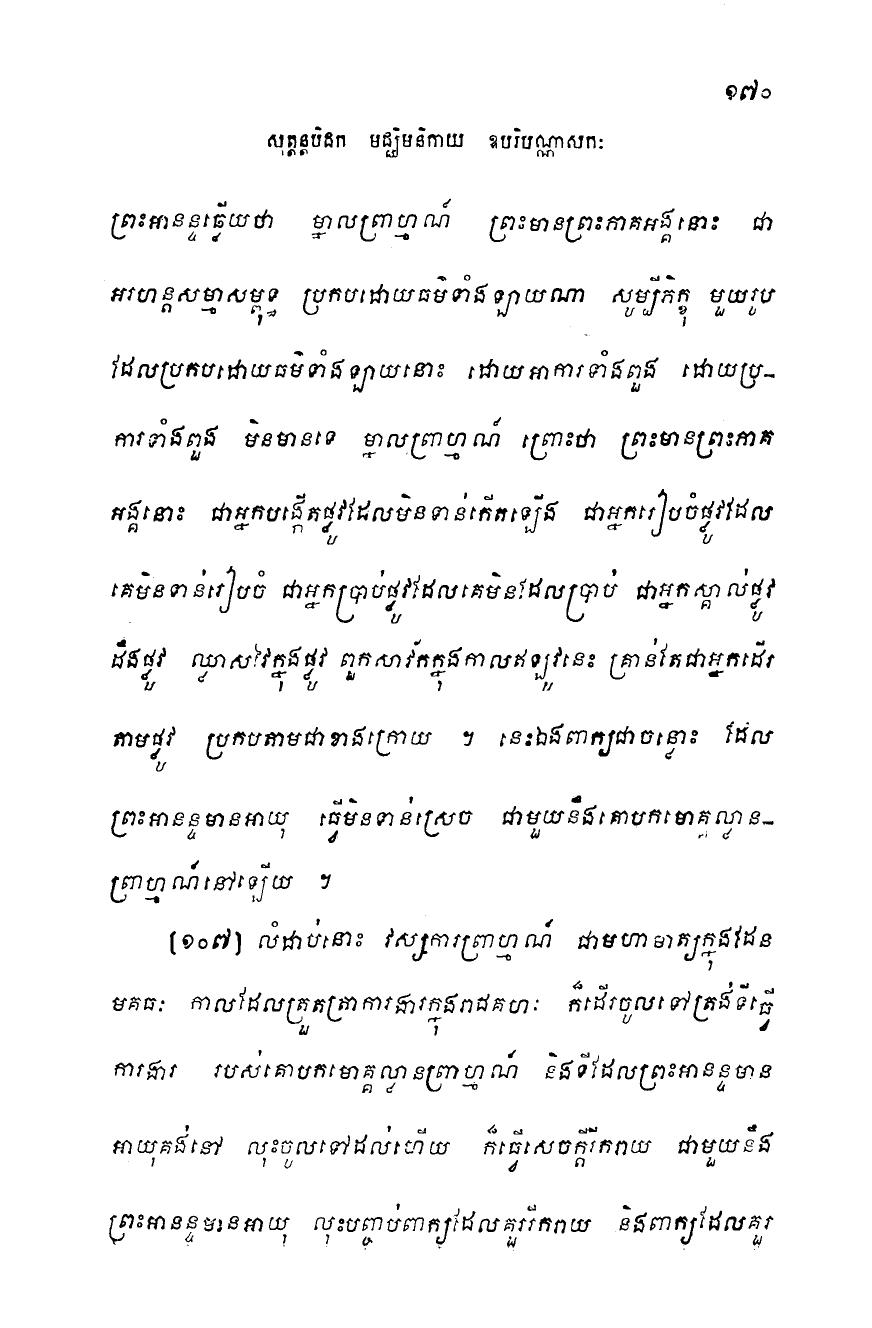 ១៧០
សុត្តន្តបិដក មជ្ឈិមនិកាយ ឧបរិបណ្ណាសកៈ
ព្រះអានន្ទឆ្លើយថា ម្នាលព្រាហ្មណ៍ ព្រះមានព្រះភាគអង្គនោះ ជា
អរហន្តសម្មាសម្ពុទ្ធ ប្រកបដោយធម៌ទាំងឡាយណា សូម្បីភិក្ខុ មួយរូប
ដែលប្រកបដោយធម៌ទាំងឡាយនោះ ដោយអាការទាំងពួង ដោយប្រ-
ការទាំងពួង មិនមានទេ ម្នាលព្រាហ្មណ៍ ព្រោះថា ព្រះមានព្រះភាគ
អង្គនោះ ជាអ្នកបង្កើតផ្លូវដែលមិនទាន់កើតឡើង ជាអ្នករៀបចំផ្លូវដែល
គេមិនទាន់រៀបចំ ជាអ្នកប្រាប់ផ្លូវដែលគេមិនដែលប្រាប់ ជាអ្នកស្គាល់ផ្លូវ
ដឹងផ្លូវ ឈ្លាសវៃក្នុងផ្លូវ ពួកសាវ័កក្នុងកាលឥឡូវនេះ គ្រាន់តែជាអ្នកដើរ
តាមផ្លូវ ប្រកបតាមជាខាងក្រោយ ។ នេះឯងពាក្យជាចន្លោះ ដែល
ព្រះអានន្ទមានអាយុ ធ្វើមិនទាន់ស្រេច ជាមួយនឹងគោបកមោគ្គល្លាន-
ព្រាហ្មណ៍នៅឡើយ ។
[១០៧] លំដាប់នោះ វស្សការព្រាហ្មណ៍ ជាមហាមាត្យក្នុងដែន
មគធៈ កាលដែលត្រួតត្រាការងារក្នុងរាជគហៈ ក៏ដើរចូលទៅត្រង់ទីធ្វើ
ការងារ របស់គោបកមោគ្គល្លានព្រាហ្មណ៍ និងទីដែលព្រះអានន្ទមាន
អាយុគង់នៅ លុះចូលទៅដល់ហើយ ក៏ធ្វើសេចក្តីរីករាយ ជាមួយនឹង
ព្រះអានន្ទមានអាយុ លុះបញ្ចប់ពាក្យដែលគួររីករាយ និងពាក្យដែលគួរ